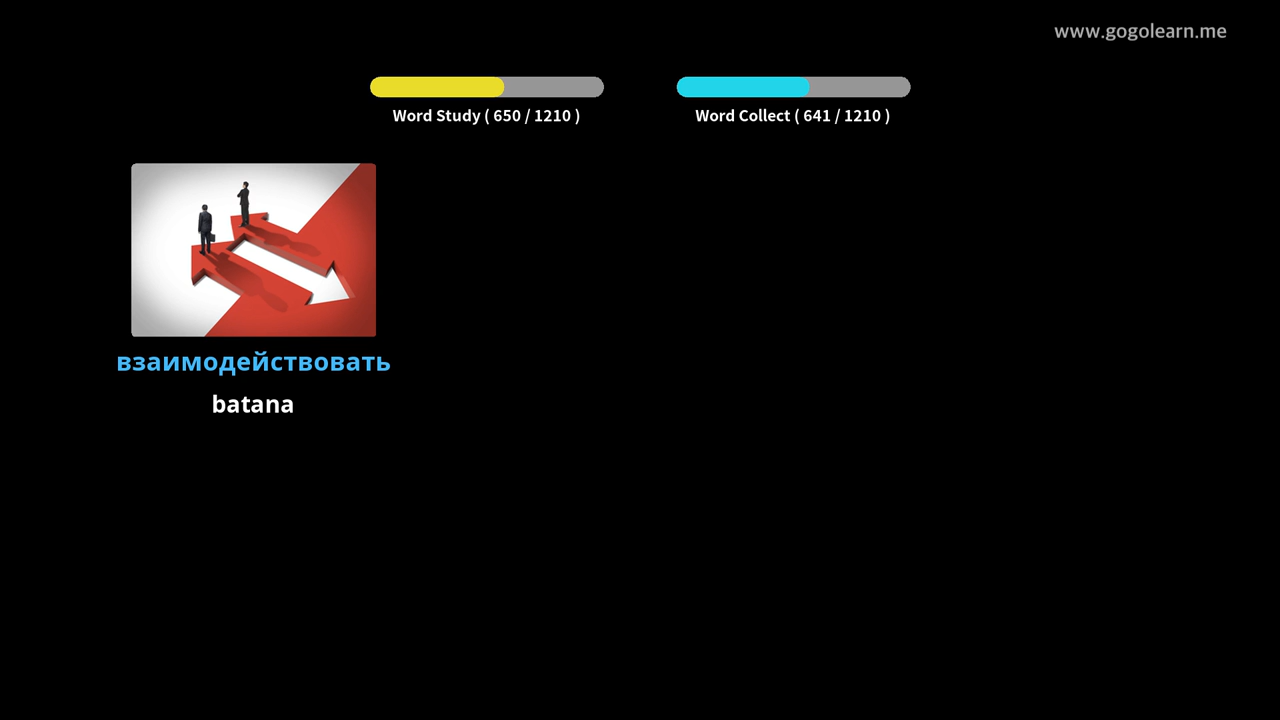 www.gogolearn.me
Word Study ( 650 / 1210 )
Word Collect ( 641 / 1210 )
взаимодействовать
batana